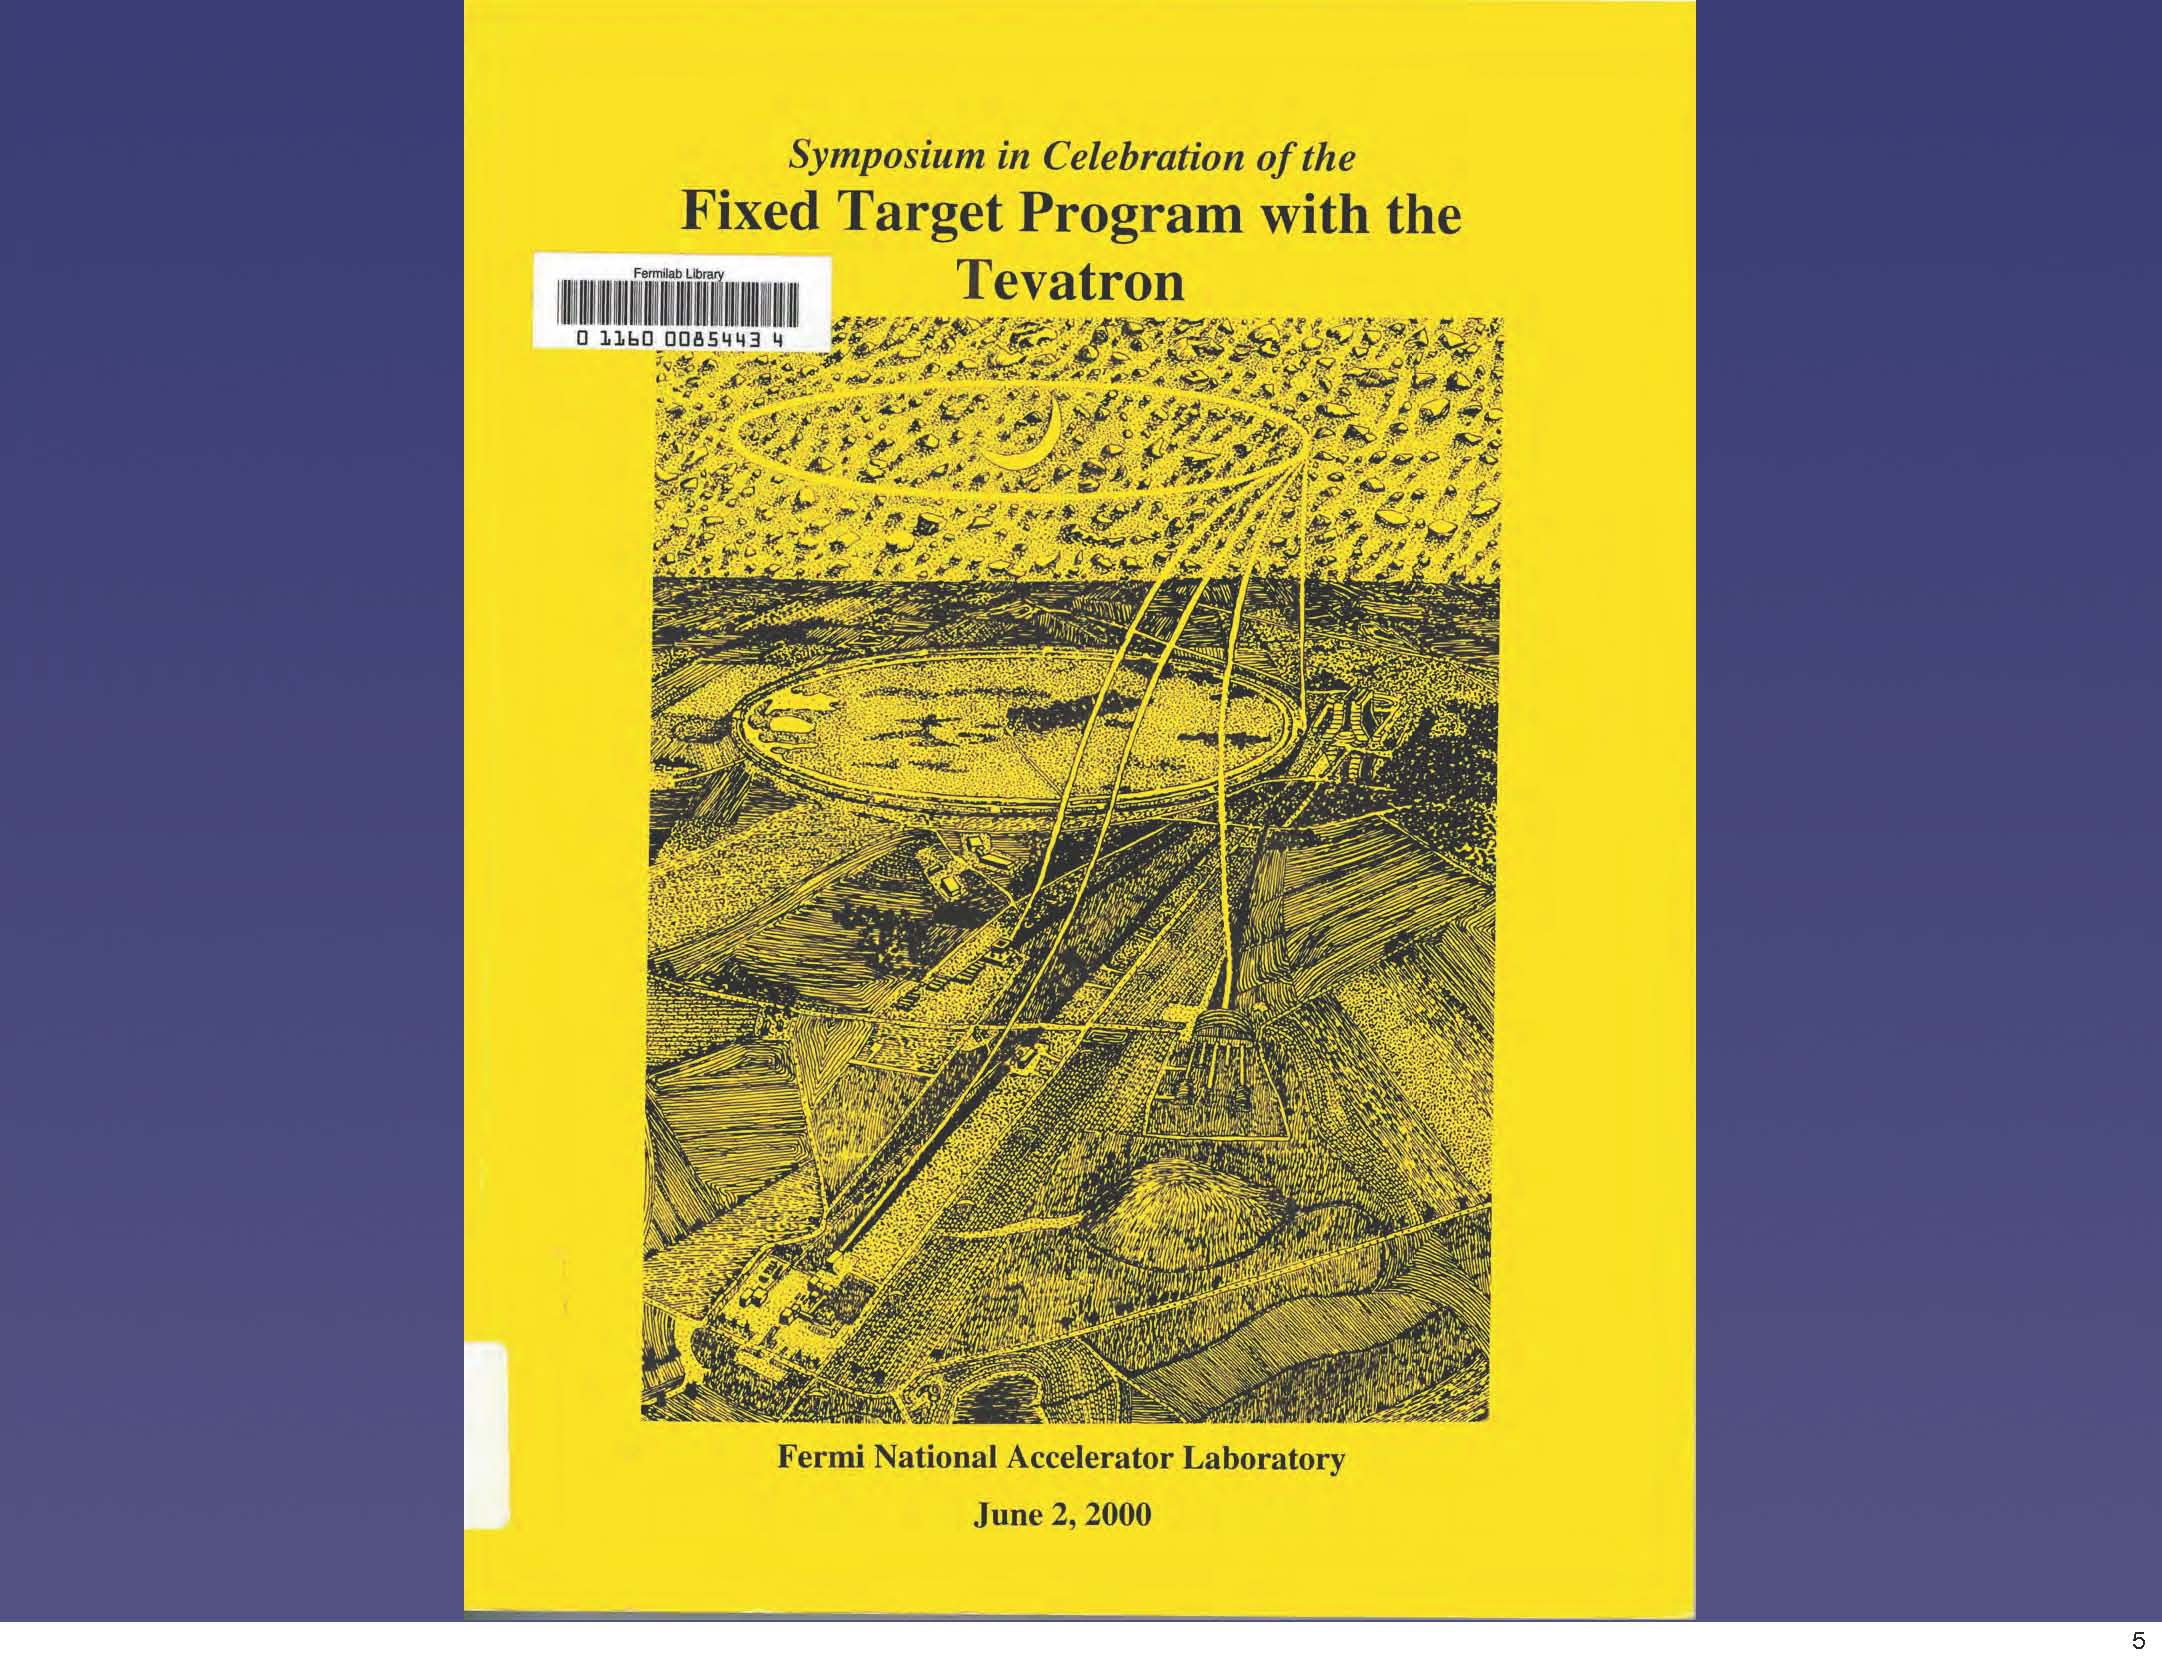 Symposium in Celebration of the
Fixed Target Program with the
Tevatron
Fermilab Library
0 1160 0085443 4
Fermi National Accelerator Laboratory
June 2, 2000
5